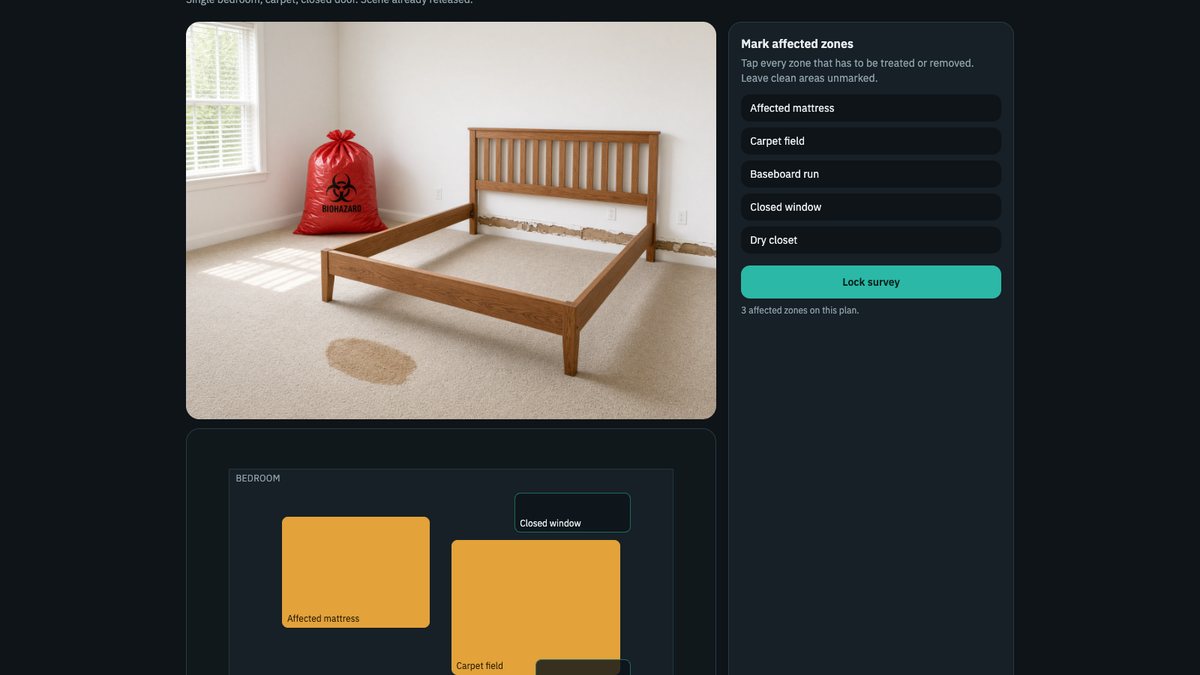 Single bedroom, carpet, closed door. Scene already released.
BIOHAZARD
Mark affected zones
Tap every zone that has to be treated or removed.
Leave clean areas unmarked.
Affected mattress
Carpet field
Baseboard run
Closed window
Dry closet
Lock survey
3 affected zones on this plan.
BEDROOM
Closed window
Affected mattress
Carpet field